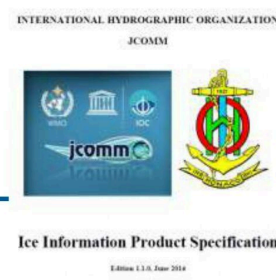 INTERNATIONAL HYDROGRAPHIC ORGANIZATION
JCOMM
WMO
IOC
jcomm
Ice Information Product Specification
Edition 1.1.0, June 2014